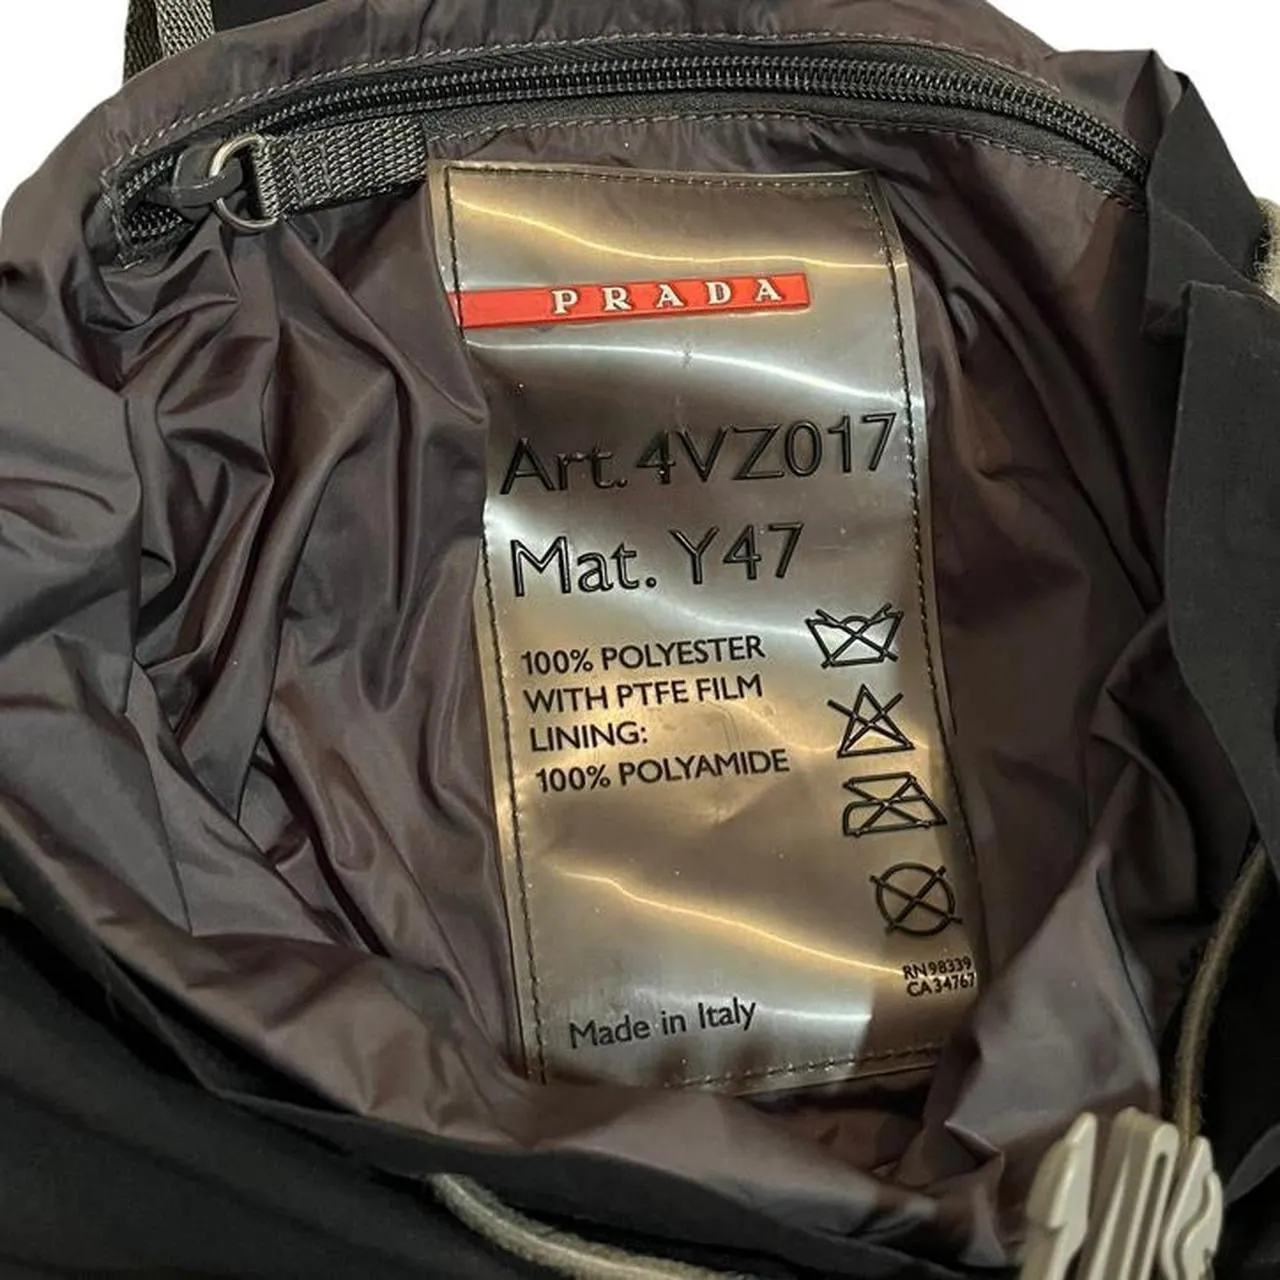 PRADA
Art. 4VZ017
Mat. Y47
100% POLYESTER
WITH PTFE FILM
LINING:
100% POLYAMIDE
RN98339
CA34767
Made in Italy